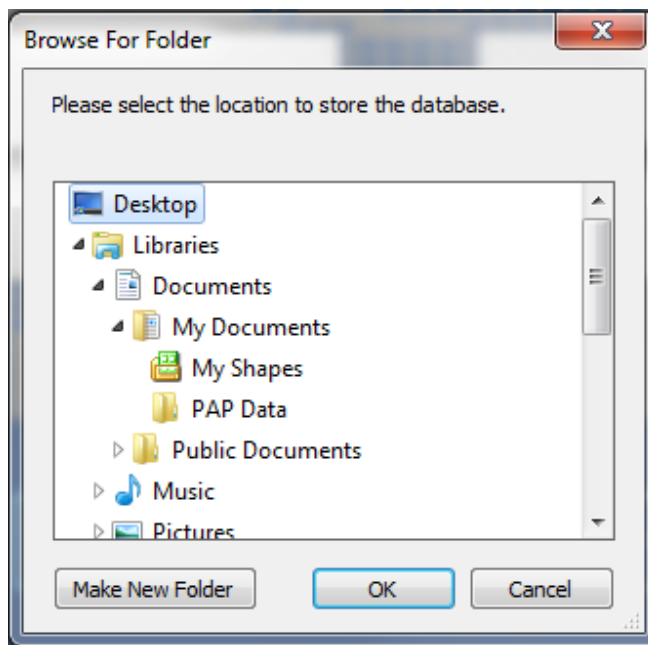 Browse For Folder
Please select the location to store the database.
Desktop
Libraries
Documents
My Documents
My Shapes
PAP Data
Public Documents
Music
Pictures
Make New Folder OK Cancel